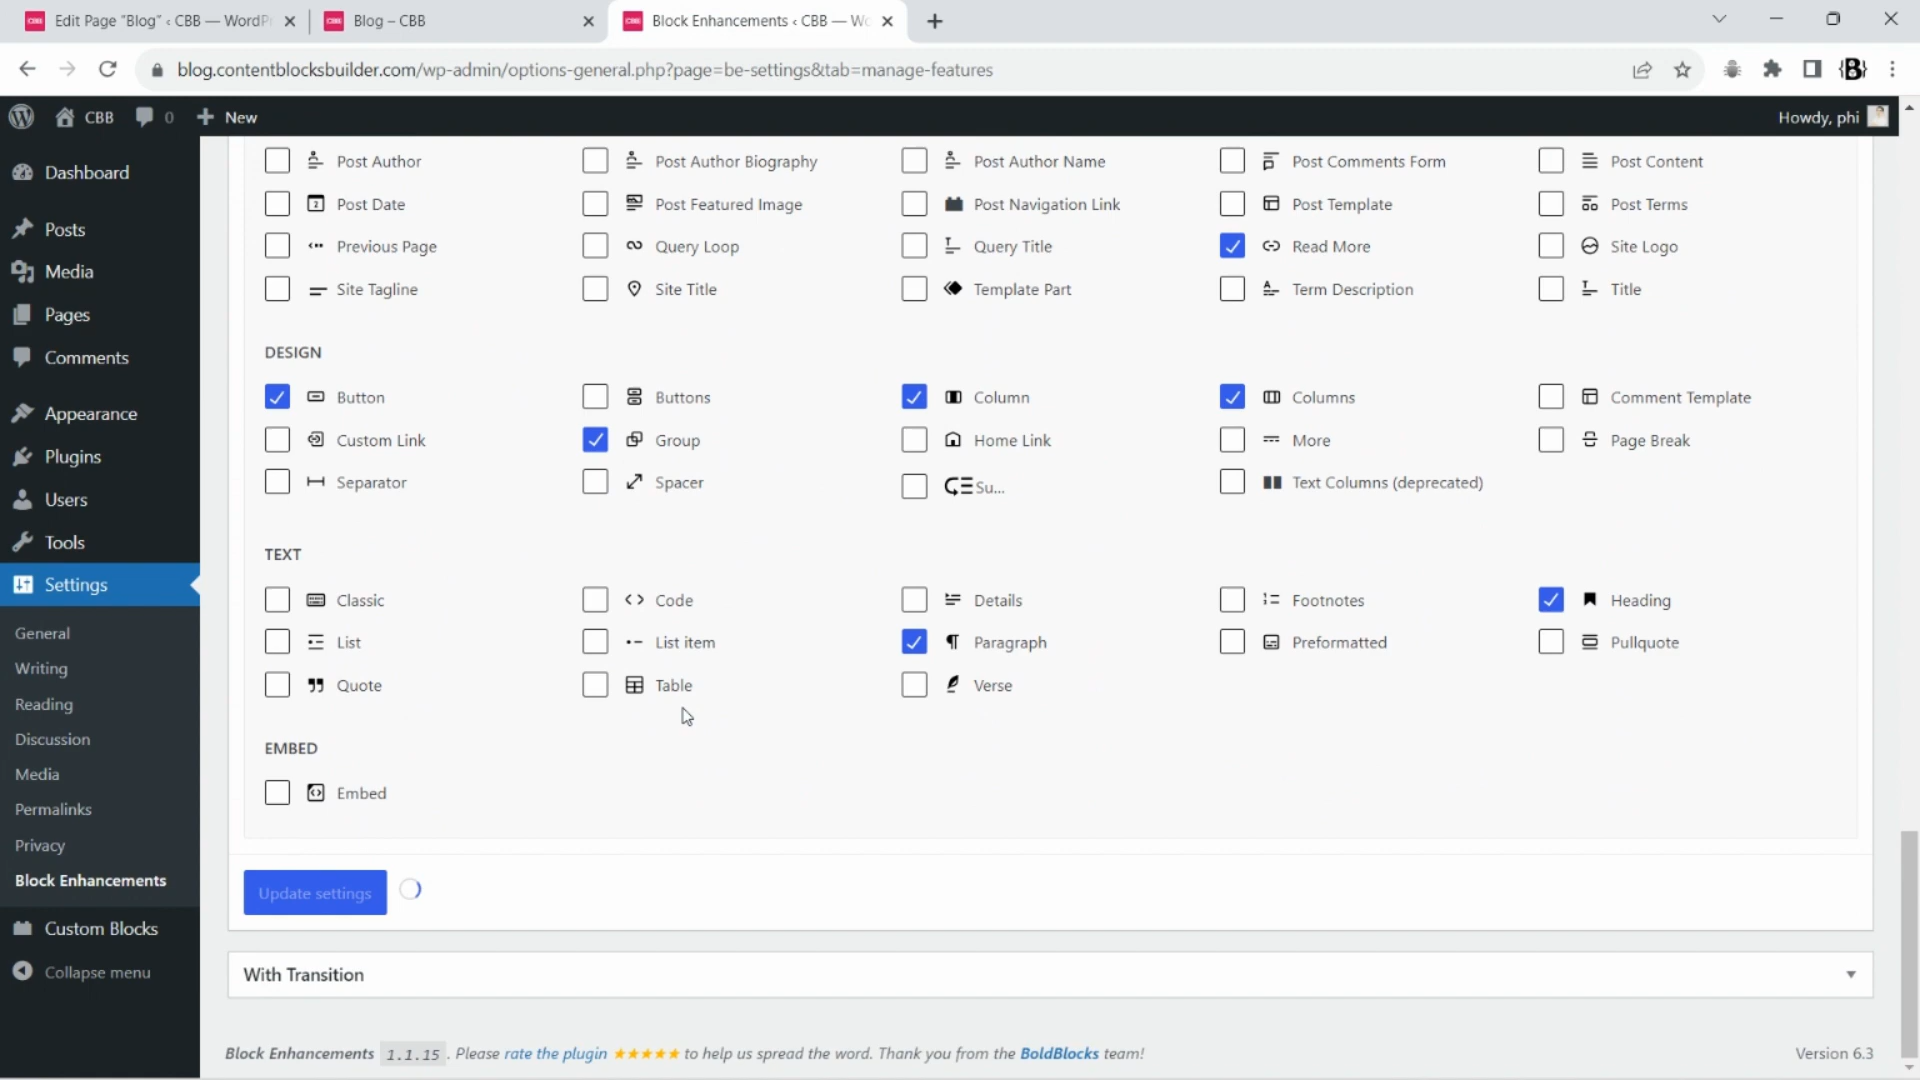 Edit Page "Blog" ‹ CBB — WordPr
Blog – CBB
Block Enhancements ‹ CBB — Wo
blog.contentblocksbuilder.com/wp-admin/options-general.php?page=be-settings&tab=manage-features
CBB 0 New Howdy, phi
Dashboard
Posts
Media
Pages
Comments
Appearance
Plugins
Users
Tools
Settings
General
Writing
Reading
Discussion
Media
Permalinks
Privacy
Block Enhancements
Custom Blocks
Collapse menu
Post Author Post Author Biography Post Author Name Post Comments Form Post Content
Post Date Post Featured Image Post Navigation Link Post Template Post Terms
Previous Page Query Loop Query Title Read More Site Logo
Site Tagline Site Title Template Part Term Description Title
DESIGN
Button Buttons Column Columns Comment Template
Custom Link Group Home Link More Page Break
Separator Spacer Su... Text Columns (deprecated)
TEXT
Classic Code Details Footnotes Heading
List List item Paragraph Preformatted Pullquote
Quote Table Verse
EMBED
Embed
Update settings
With Transition
Block Enhancements 1.1.15 . Please rate the plugin ★★★★★ to help us spread the word. Thank you from the BoldBlocks team! Version 6.3